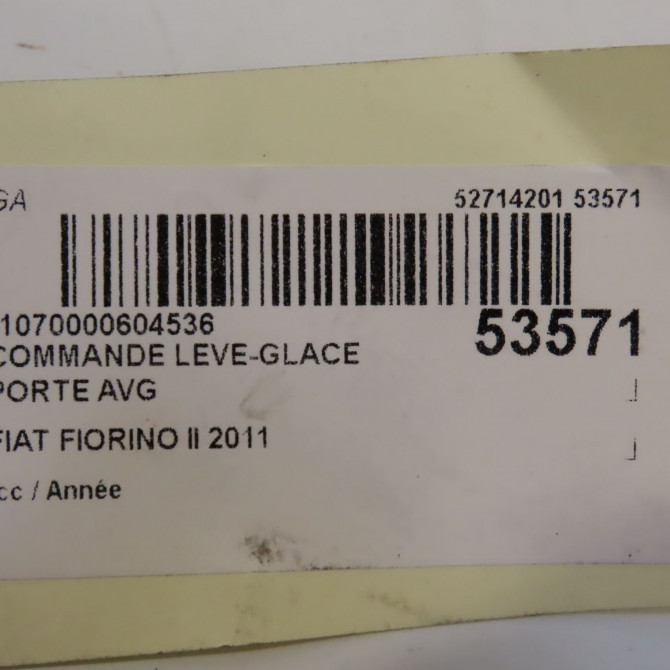 GA 52714201 53571
1070000604536 53571
COMMANDE LEVE-GLACE
PORTE AVG
FIAT FIORINO II 2011
cc / Année